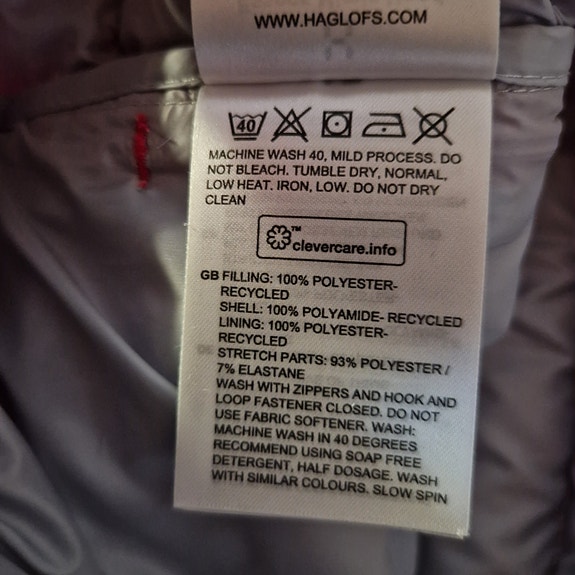 WWW.HAGLOFS.COM
40
MACHINE WASH 40, MILD PROCESS. DO
NOT BLEACH. TUMBLE DRY, NORMAL,
LOW HEAT. IRON, LOW. DO NOT DRY
CLEAN
clevercare.info™
GB FILLING: 100% POLYESTER-
RECYCLED
SHELL: 100% POLYAMIDE- RECYCLED
LINING: 100% POLYESTER-
RECYCLED
STRETCH PARTS: 93% POLYESTER /
7% ELASTANE
WASH WITH ZIPPERS AND HOOK AND
LOOP FASTENER CLOSED. DO NOT
USE FABRIC SOFTENER. WASH:
MACHINE WASH IN 40 DEGREES
RECOMMEND USING SOAP FREE
DETERGENT, HALF DOSAGE. WASH
WITH SIMILAR COLOURS. SLOW SPIN